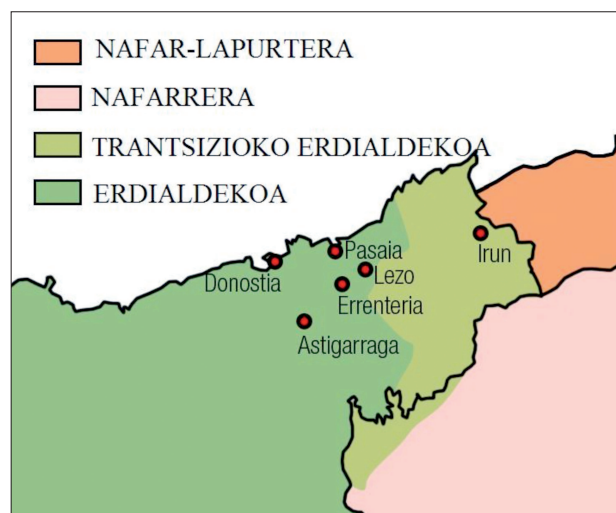 NAFAR-LAPURTERA
NAFARRERA
TRANTSIZIOKO ERDIALDEKOA
ERDIALDEKOA
Irun
Pasaia
Donostia
Lezo
Errenteria
Astigarraga